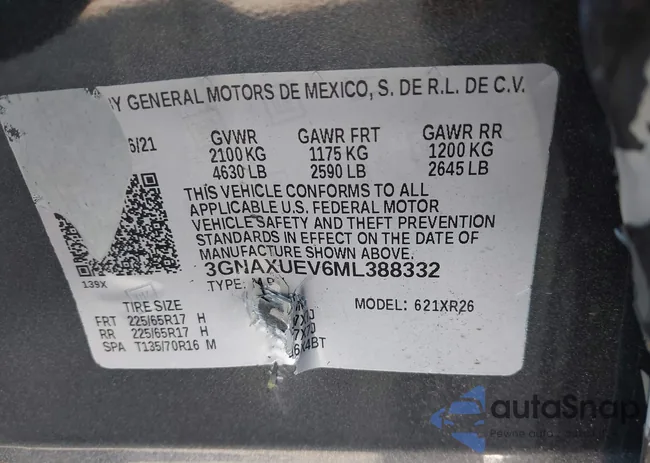 Y GENERAL MOTORS DE MEXICO, S. DE R.L. DE C.V.
6/21 GVWR GAWR FRT GAWR RR
2100 KG 1175 KG 1200 KG
4630 LB 2590 LB 2645 LB
THIS VEHICLE CONFORMS TO ALL
APPLICABLE U.S. FEDERAL MOTOR
VEHICLE SAFETY AND THEFT PREVENTION
STANDARDS IN EFFECT ON THE DATE OF
MANUFACTURE SHOWN ABOVE.
3GNAXUEV6ML388332
139X TYPE: M.P.
TIRE SIZE MODEL: 621XR26
FRT 225/65R17 H
RR 225/65R17 H
SPA T135/70R16 M
autoSnap